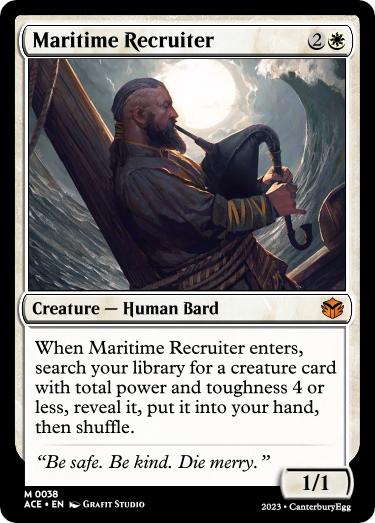 Maritime Recruiter 2
Creature — Human Bard
When Maritime Recruiter enters,
search your library for a creature card
with total power and toughness 4 or
less, reveal it, put it into your hand,
then shuffle.
“Be safe. Be kind. Die merry.”
1/1
M 0038
ACE • EN Grafit Studio
2023 • CanterburyEgg